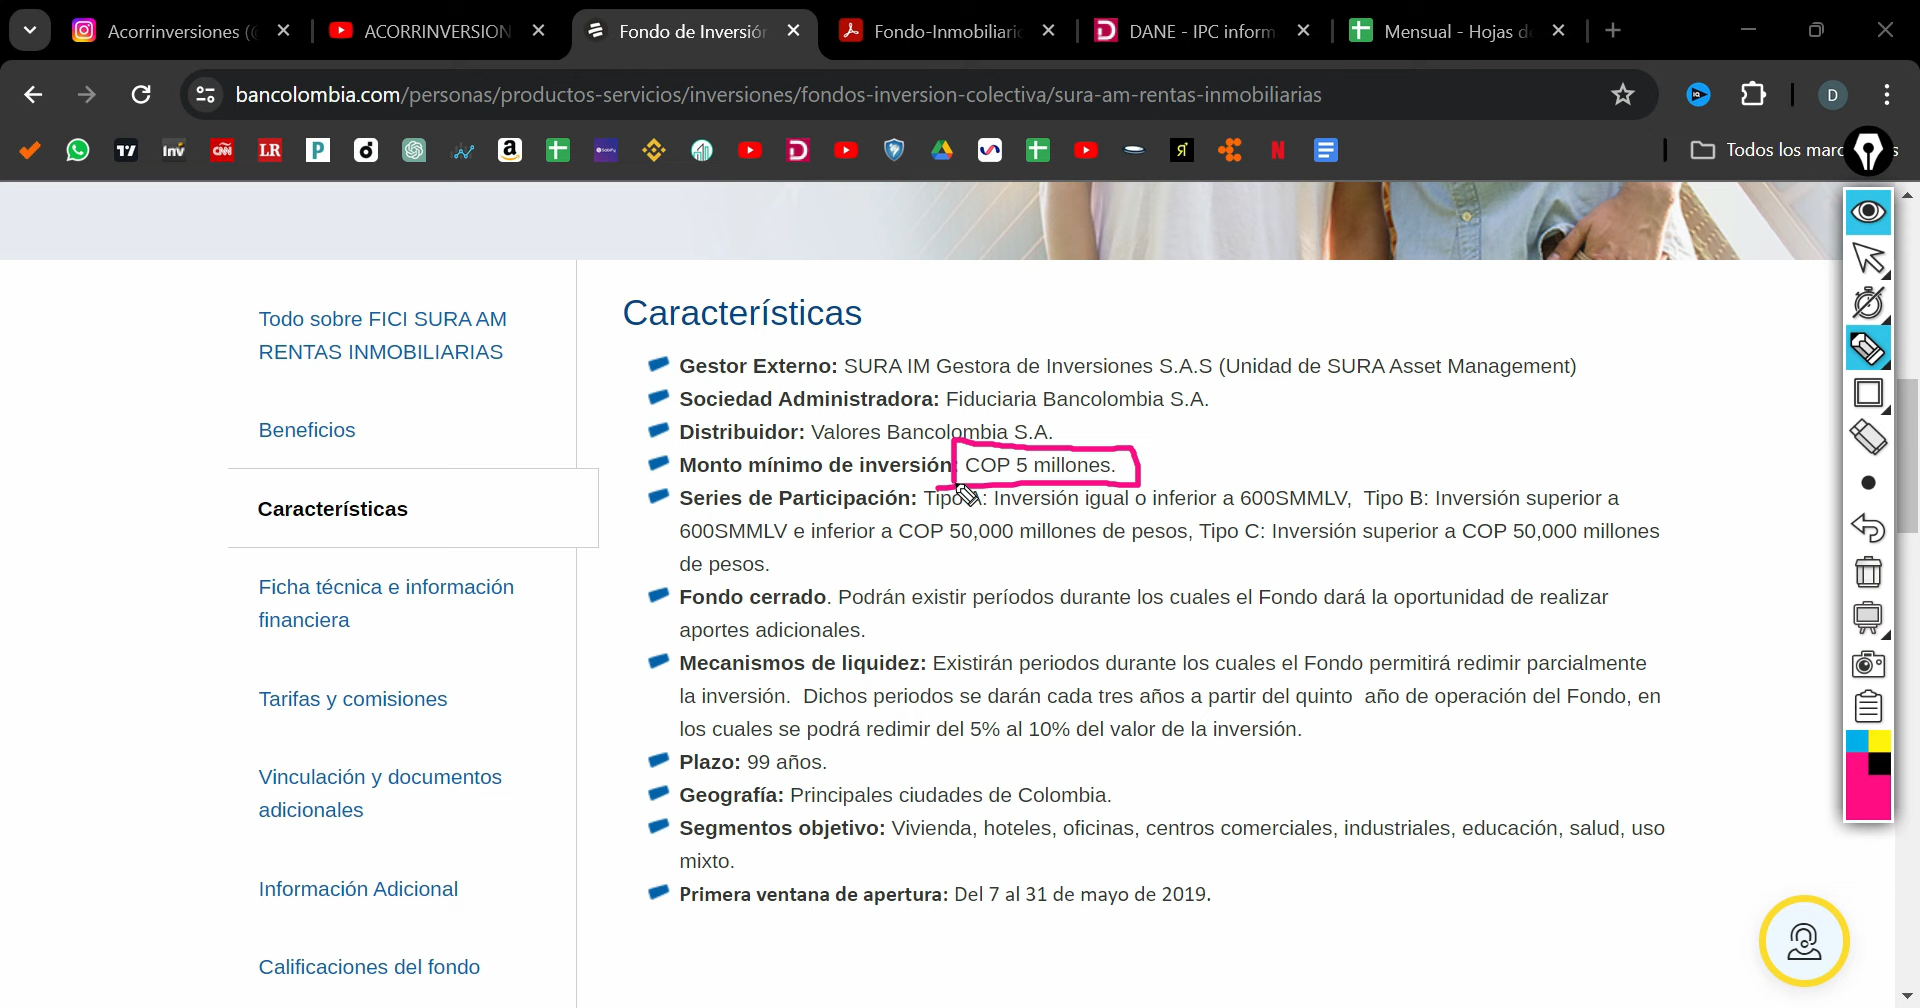 Acorrinversiones (
ACORRINVERSION
Fondo de Inversión
Fondo-Inmobiliari
DANE - IPC inform
Mensual - Hojas d
bancolombia.com/personas/productos-servicios/inversiones/fondos-inversion-colectiva/sura-am-rentas-inmobiliarias
D
Inv
CNN
LR
P
a
N
Todos los marc
s
Todo sobre FICI SURA AM
RENTAS INMOBILIARIAS
Beneficios
Características
Ficha técnica e información
financiera
Tarifas y comisiones
Vinculación y documentos
adicionales
Información Adicional
Calificaciones del fondo
Características
Gestor Externo: SURA IM Gestora de Inversiones S.A.S (Unidad de SURA Asset Management)
Sociedad Administradora: Fiduciaria Bancolombia S.A.
Distribuidor: Valores Bancolombia S.A.
Monto mínimo de inversión: COP 5 millones.
Series de Participación: Tipo A: Inversión igual o inferior a 600SMMLV, Tipo B: Inversión superior a
600SMMLV e inferior a COP 50,000 millones de pesos, Tipo C: Inversión superior a COP 50,000 millones
de pesos.
Fondo cerrado. Podrán existir períodos durante los cuales el Fondo dará la oportunidad de realizar
aportes adicionales.
Mecanismos de liquidez: Existirán periodos durante los cuales el Fondo permitirá redimir parcialmente
la inversión. Dichos periodos se darán cada tres años a partir del quinto año de operación del Fondo, en
los cuales se podrá redimir del 5% al 10% del valor de la inversión.
Plazo: 99 años.
Geografía: Principales ciudades de Colombia.
Segmentos objetivo: Vivienda, hoteles, oficinas, centros comerciales, industriales, educación, salud, uso
mixto.
Primera ventana de apertura: Del 7 al 31 de mayo de 2019.